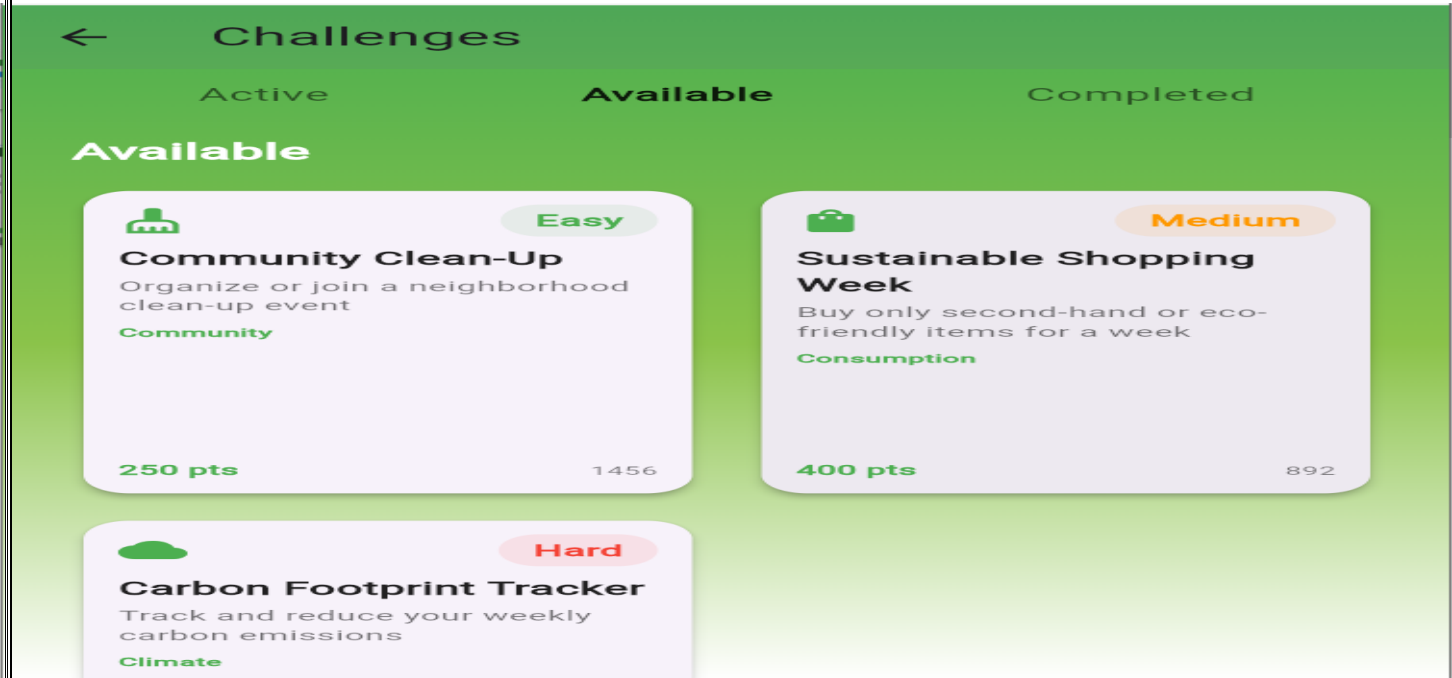 Challenges
Active
Available
Completed
Available
Easy
Community Clean-Up
Organize or join a neighborhood
clean-up event
Community
250 pts
1456
Medium
Sustainable Shopping
Week
Buy only second-hand or eco-
friendly items for a week
Consumption
400 pts
892
Hard
Carbon Footprint Tracker
Track and reduce your weekly
carbon emissions
Climate